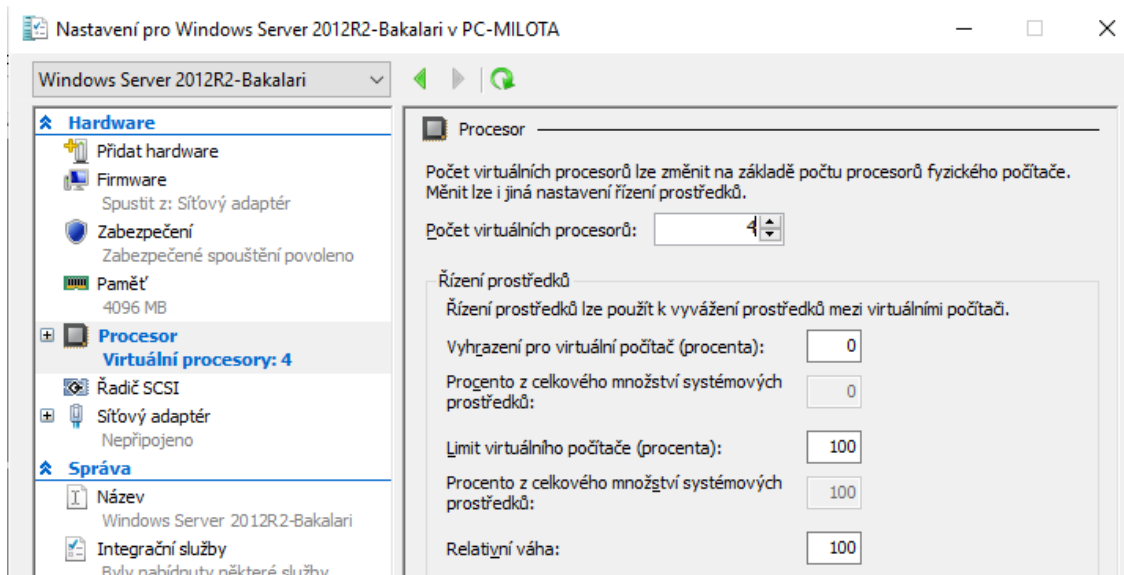 Nastavení pro Windows Server 2012R2-Bakalari v PC-MILOTA
Windows Server 2012R2-Bakalari
Hardware
Přidat hardware
Firmware
Spustit z: Síťový adaptér
Zabezpečení
Zabezpečené spouštění povoleno
Paměť
4096 MB
Procesor
Virtuální procesory: 4
Řadič SCSI
Síťový adaptér
Nepřipojeno
Správa
Název
Windows Server 2012R2-Bakalari
Integrační služby
Byly nabídnuty některé služby
Procesor
Počet virtuálních procesorů lze změnit na základě počtu procesorů fyzického počítače.
Měnit lze i jiná nastavení řízení prostředků.
Počet virtuálních procesorů: 4
Řízení prostředků
Řízení prostředků lze použít k vyvážení prostředků mezi virtuálními počítači.
Vyhrazení pro virtuální počítač (procenta): 0
Procento z celkového množství systémových
prostředků: 0
Limit virtuálního počítače (procenta): 100
Procento z celkového množství systémových
prostředků: 100
Relativní váha: 100